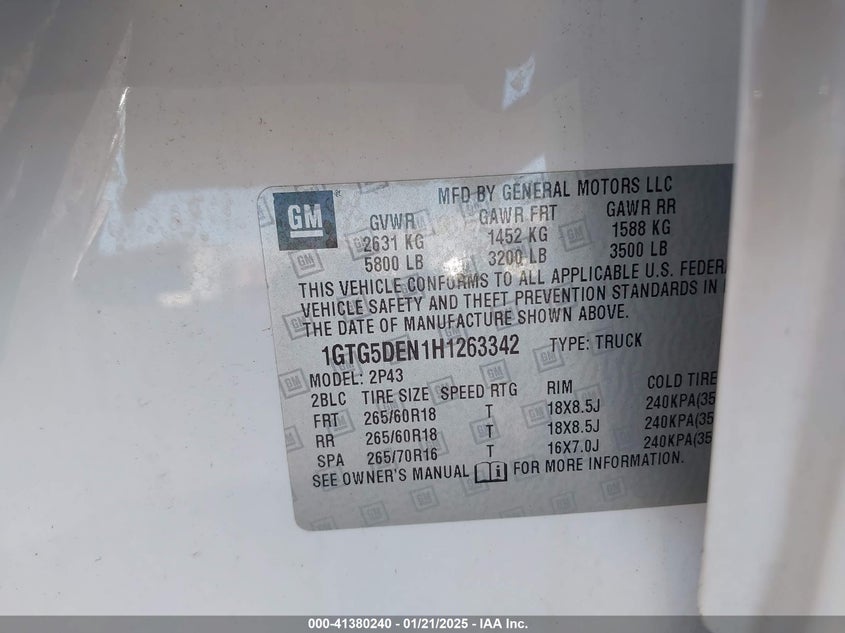 MFD BY GENERAL MOTORS LLC
GM
GVWR GAWR FRT GAWR RR
2631 KG 1452 KG 1588 KG
5800 LB 3200 LB 3500 LB
THIS VEHICLE CONFORMS TO ALL APPLICABLE U.S. FEDERA
VEHICLE SAFETY AND THEFT PREVENTION STANDARDS IN
THE DATE OF MANUFACTURE SHOWN ABOVE.
1GTG5DEN1H1263342 TYPE: TRUCK
MODEL: 2P43
2BLC TIRE SIZE SPEED RTG RIM COLD TIRE
FRT 265/60R18 T 18X8.5J 240KPA(35
RR 265/60R18 T 18X8.5J 240KPA(35
SPA 265/70R16 T 16X7.0J 240KPA(35
SEE OWNER'S MANUAL i FOR MORE INFORMATION.
000-41380240 - 01/21/2025 - IAA Inc.